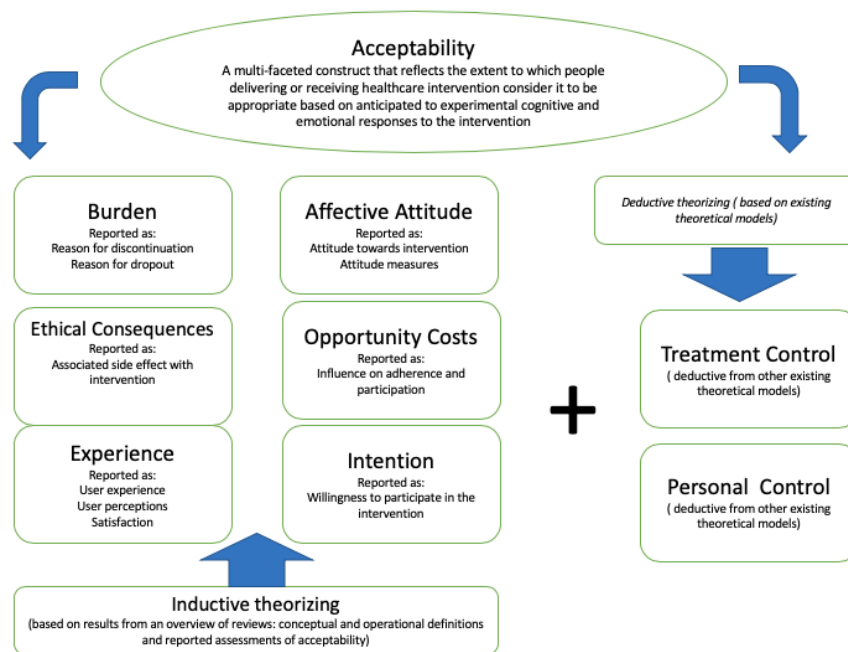 Acceptability
A multi-faceted construct that reflects the extent to which people
delivering or receiving healthcare intervention consider it to be
appropriate based on anticipated to experimental cognitive and
emotional responses to the intervention
Burden
Reported as:
Reason for discontinuation
Reason for dropout
Affective Attitude
Reported as:
Attitude towards intervention
Attitude measures
Deductive theorizing ( based on existing
theoretical models)
Ethical Consequences
Reported as:
Associated side effect with
intervention
Opportunity Costs
Reported as:
Influence on adherence and
participation
Treatment Control
( deductive from other existing
theoretical models)
Experience
Reported as:
User experience
User perceptions
Satisfaction
Intention
Reported as:
Willingness to participate in the
intervention
Personal Control
( deductive from other existing
theoretical models)
Inductive theorizing
(based on results from an overview of reviews: conceptual and operational definitions
and reported assessments of acceptability)